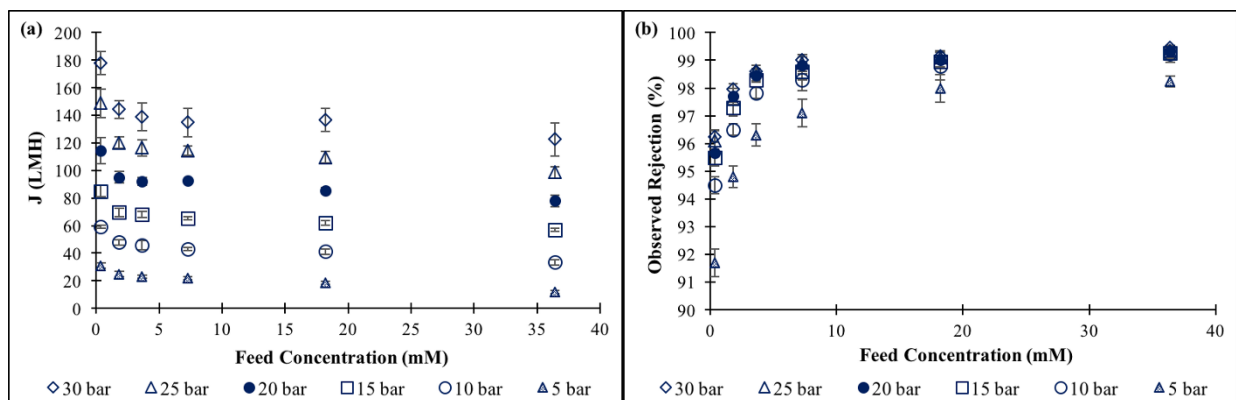 (a)
200
180
160
140
120
100
80
60
40
20
0
J (LMH)
0 5 10 15 20 25 30 35 40
Feed Concentration (mM)
30 bar 25 bar 20 bar 15 bar 10 bar 5 bar
(b)
100
99
98
97
96
95
94
93
92
91
90
Observed Rejection (%)
0 10 20 30 40
Feed Concentration (mM)
30 bar 25 bar 20 bar 15 bar 10 bar 5 bar